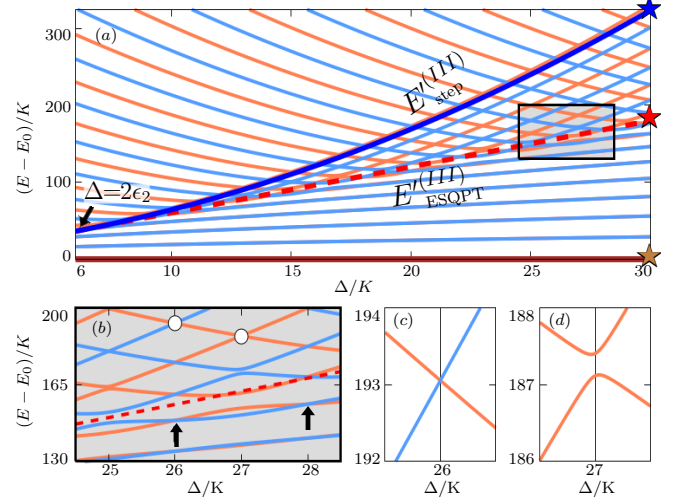 300
200
100
0
(E − E₀)/K
(a)
E′(III)
step
E′(III)
ESQPT
Δ=2ϵ₂
6
10
15
20
25
30
Δ/K
200
165
130
(E − E₀)/K
(b)
25
26
27
28
Δ/K
194
193
192
(c)
26
Δ/K
188
187
186
(d)
27
Δ/K